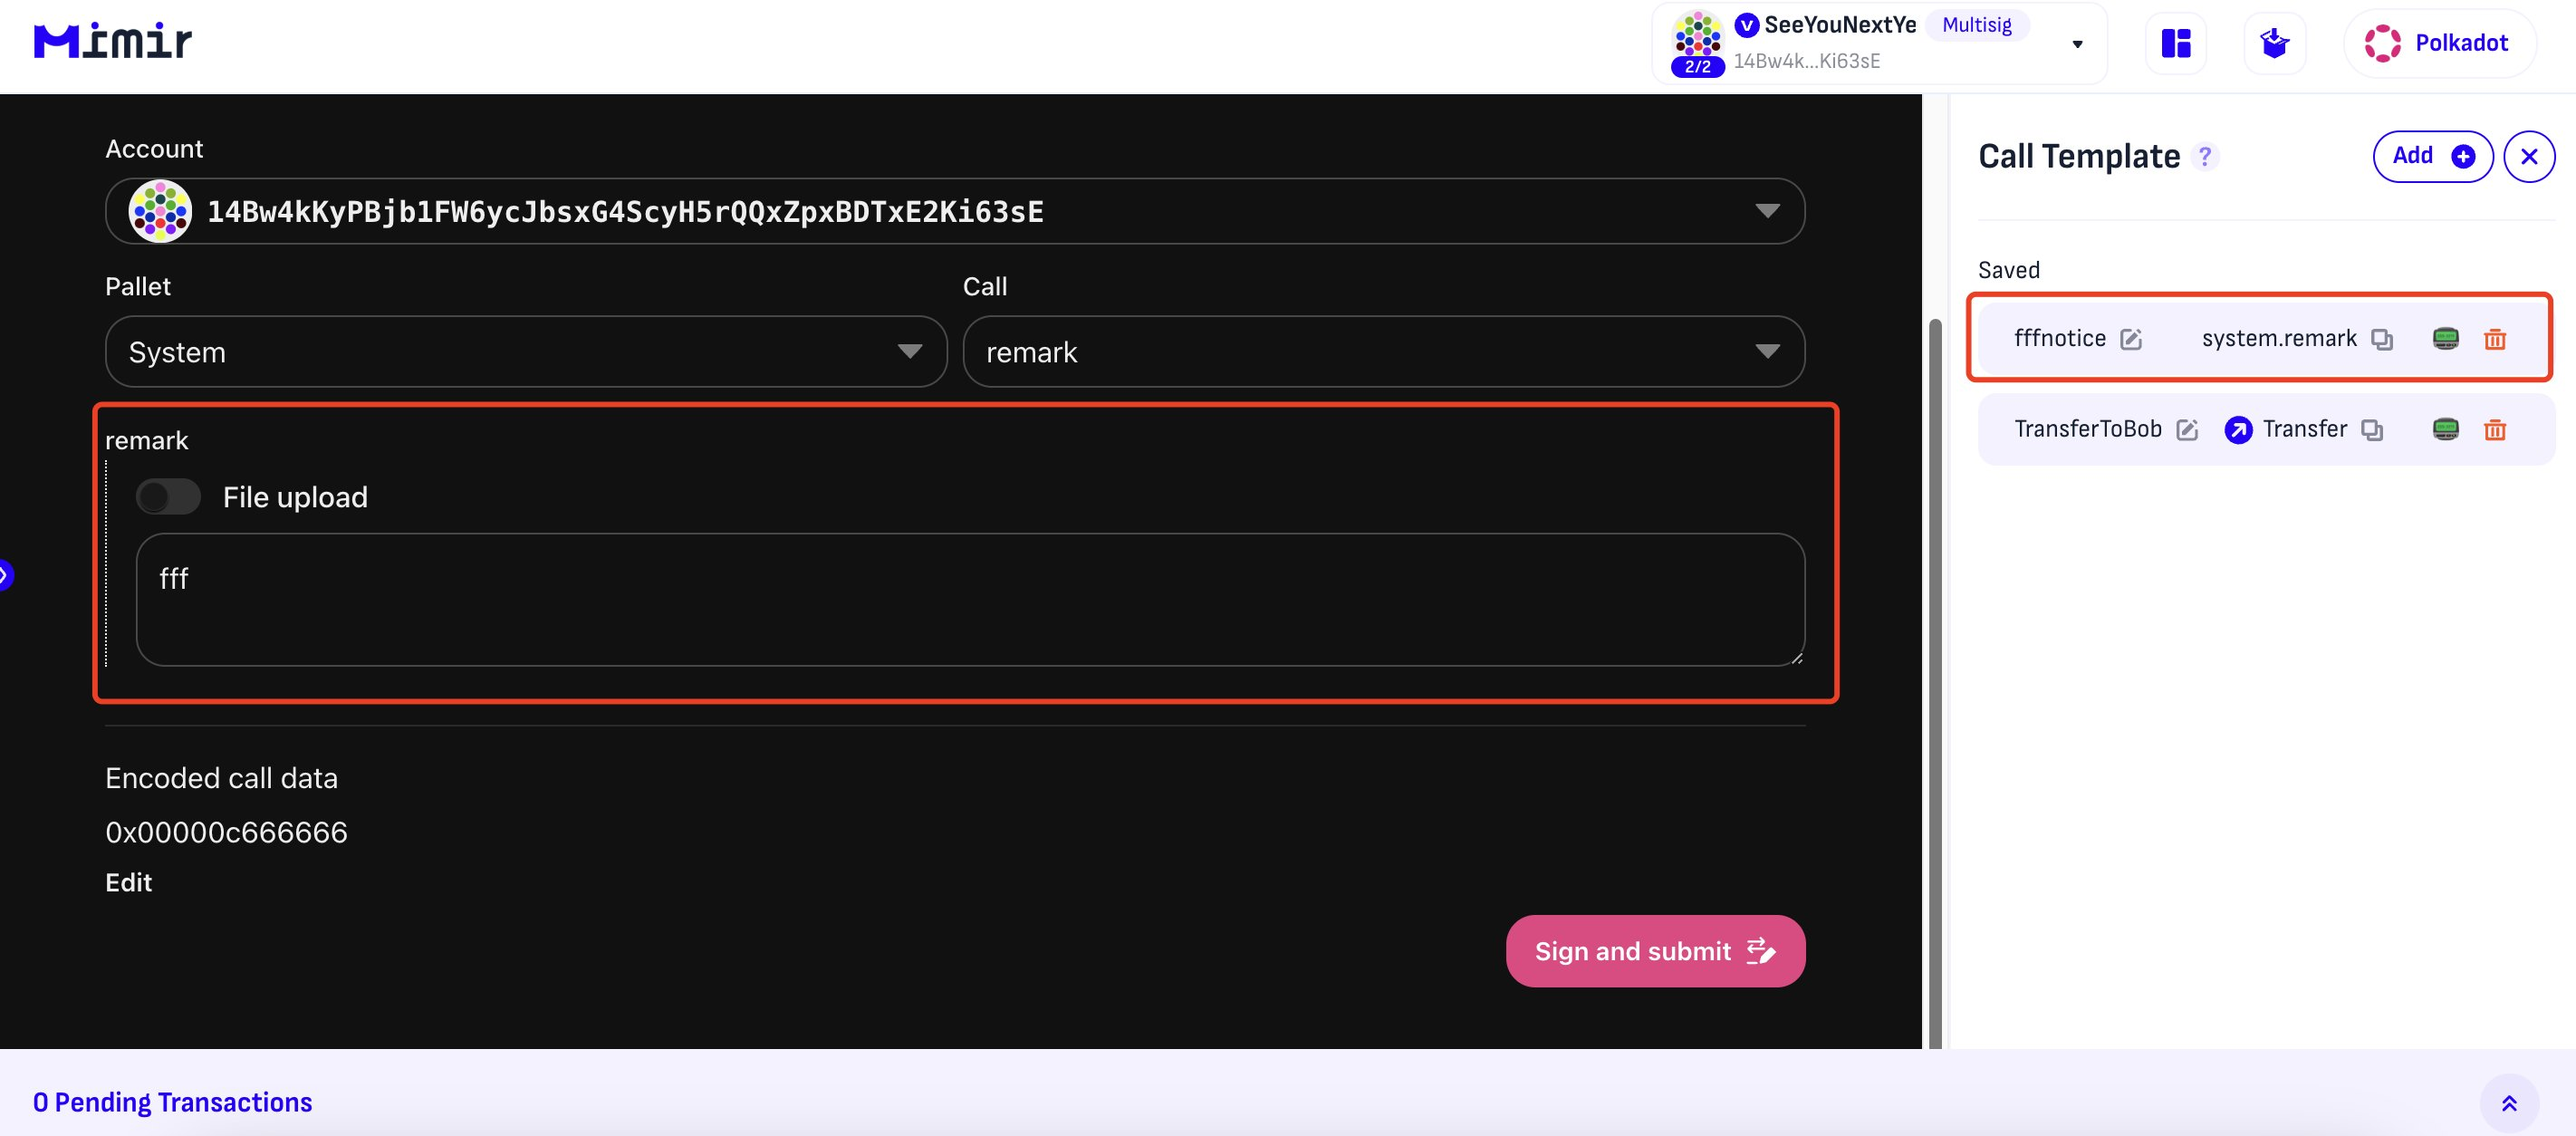 Mimir
SeeYouNextYe Multisig
2/2 14Bw4k...Ki63sE
Polkadot
Account
14Bw4kKyPBjb1FW6ycJbsxG4ScyH5rQQxZpxBDTxE2Ki63sE
Pallet Call
System remark
remark
File upload
fff
Encoded call data
0x00000c666666
Edit
Sign and submit
Call Template ? Add
Saved
fffnotice system.remark
TransferToBob Transfer
0 Pending Transactions